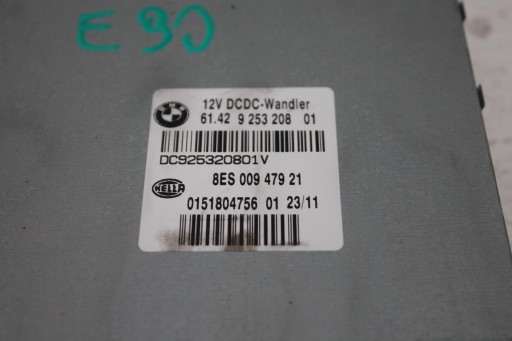 E90
12V DCDC-Wandler
61.42 9 253 208 01
DC925320801V
8ES 009 479 21
HELLA
0151804756 01 23/11